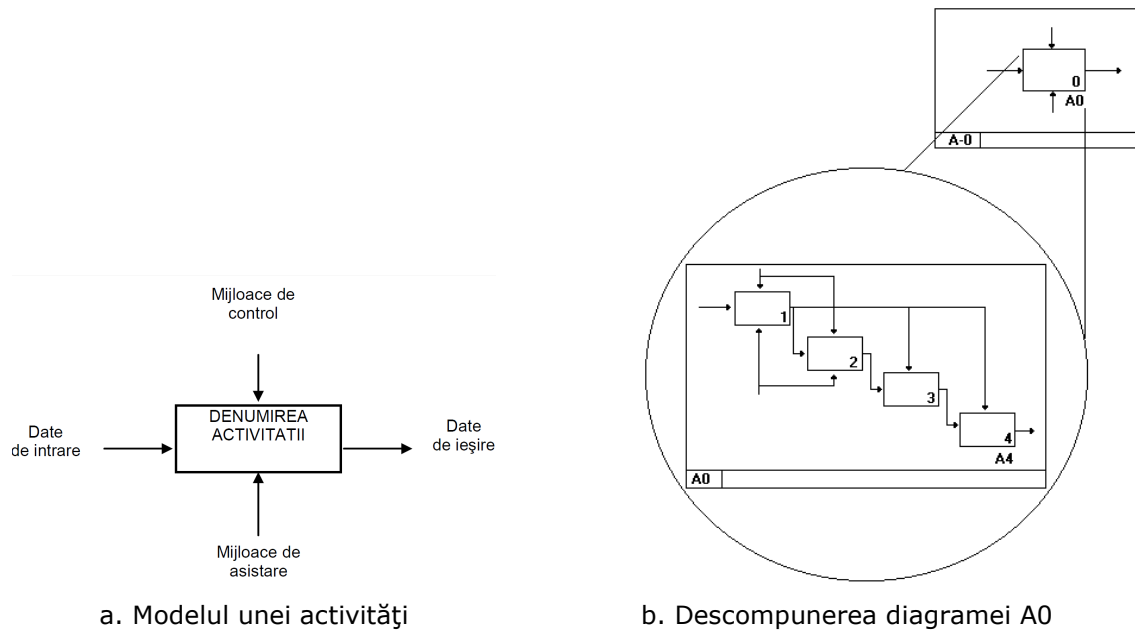 Mijloace de
control
Date
de intrare
DENUMIREA
ACTIVITATII
Date
de ieşire
Mijloace de
asistare
a. Modelul unei activităţi
0
A0
A-0
1
2
3
4
A4
A0
b. Descompunerea diagramei A0